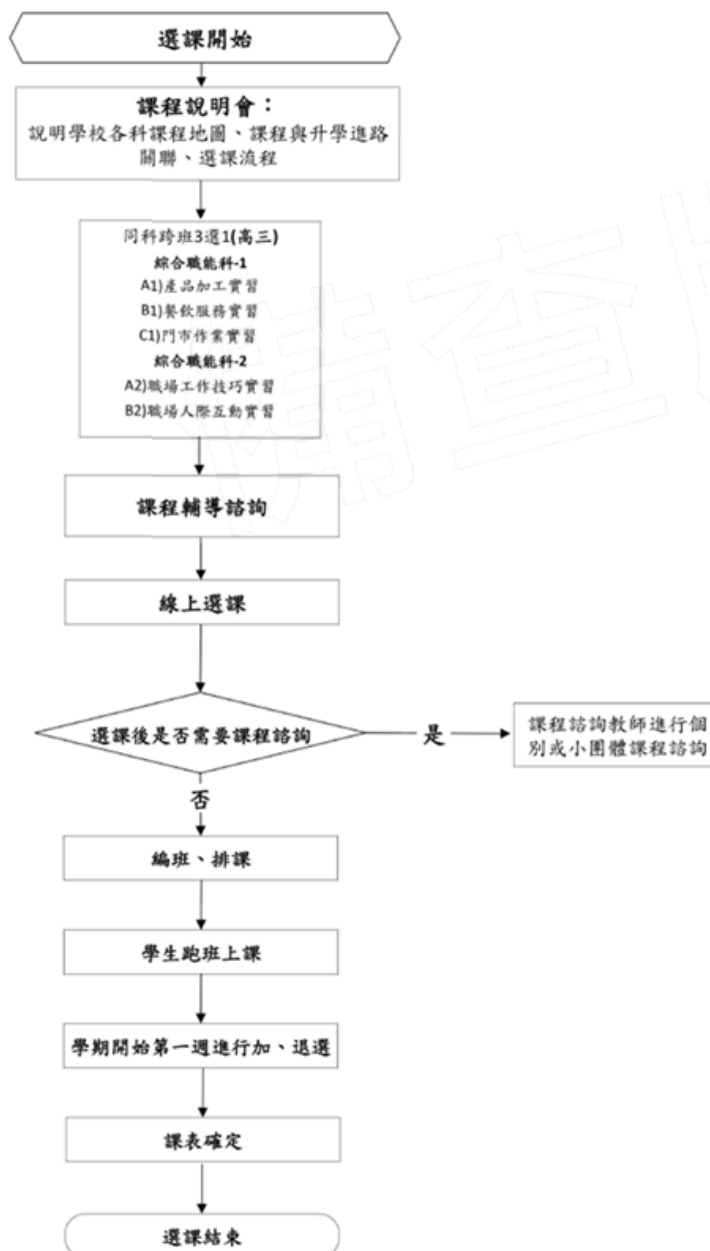 選課開始
課程說明會：
說明學校各科課程地圖、課程與升學進路
關聯、選課流程
同科跨班3選1(高三)
綜合職能科-1
A1)產品加工實習
B1)餐飲服務實習
C1)門市作業實習
綜合職能科-2
A2)職場工作技巧實習
B2)職場人際互動實習
課程輔導諮詢
線上選課
選課後是否需要課程諮詢
是
課程諮詢教師進行個
別或小團體課程諮詢
否
編班、排課
學生跑班上課
學期開始第一週進行加、退選
課表確定
選課結束
備查